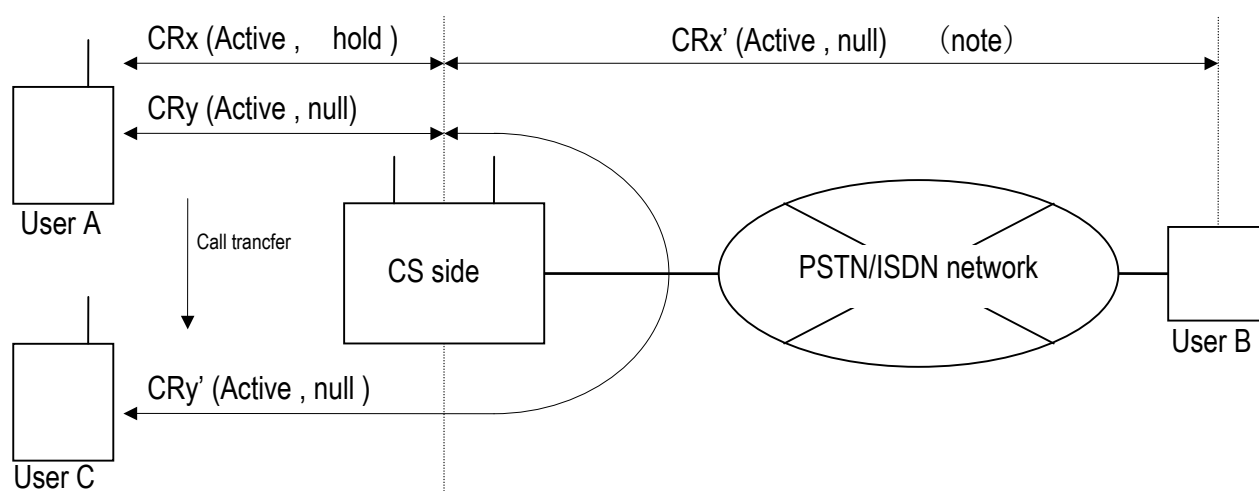 CRx (Active , hold )
CRx’ (Active , null) （note）
CRy (Active , null)
User A
Call trancfer
CS side
PSTN/ISDN network
User B
CRy’ (Active , null )
User C